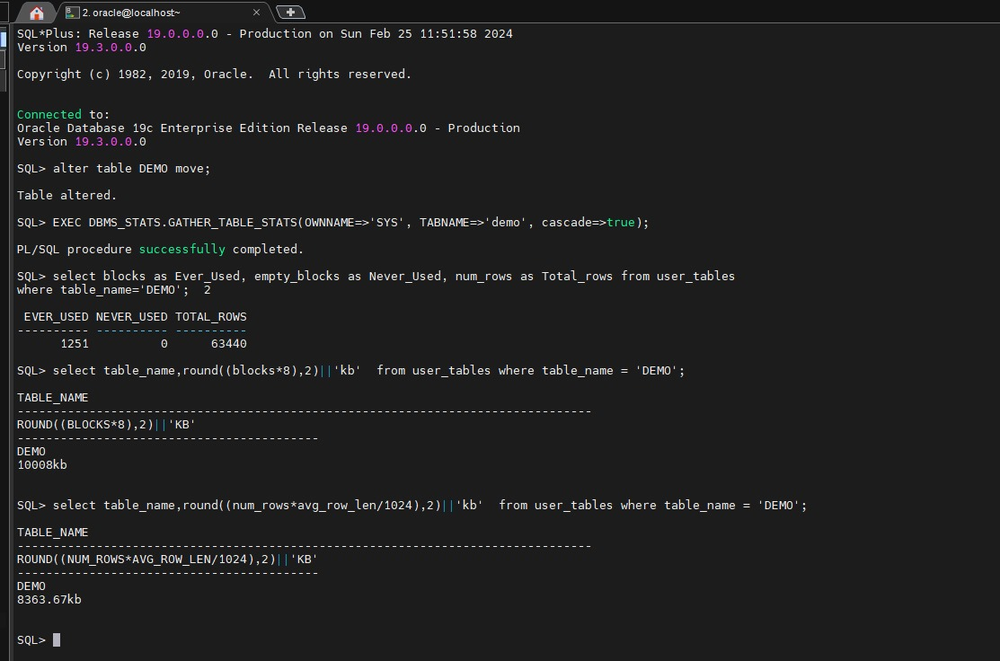 2. oracle@localhost~
SQL*Plus: Release 19.0.0.0.0 - Production on Sun Feb 25 11:51:58 2024
Version 19.3.0.0.0
Copyright (c) 1982, 2019, Oracle.  All rights reserved.
Connected to:
Oracle Database 19c Enterprise Edition Release 19.0.0.0.0 - Production
Version 19.3.0.0.0
SQL> alter table DEMO move;
Table altered.
SQL> EXEC DBMS_STATS.GATHER_TABLE_STATS(OWNNAME=>'SYS', TABNAME=>'demo', cascade=>true);
PL/SQL procedure successfully completed.
SQL> select blocks as Ever_Used, empty_blocks as Never_Used, num_rows as Total_rows from user_tables
where table_name='DEMO';  2
 EVER_USED NEVER_USED TOTAL_ROWS
---------- ---------- ----------
      1251          0      63440
SQL> select table_name,round((blocks*8),2)||'kb'  from user_tables where table_name = 'DEMO';
TABLE_NAME
--------------------------------------------------------------------------------
ROUND((BLOCKS*8),2)||'KB'
------------------------------------------
DEMO
10008kb
SQL> select table_name,round((num_rows*avg_row_len/1024),2)||'kb'  from user_tables where table_name = 'DEMO';
TABLE_NAME
--------------------------------------------------------------------------------
ROUND((NUM_ROWS*AVG_ROW_LEN/1024),2)||'KB'
------------------------------------------
DEMO
8363.67kb
SQL>